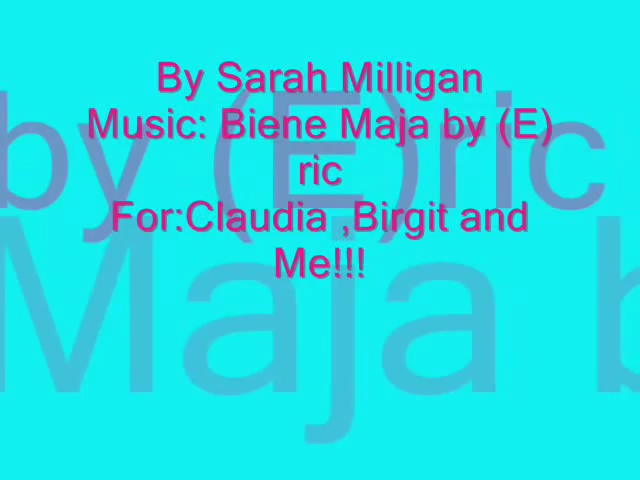 By Sarah Milligan
Music: Biene Maja by (E)
ric
For:Claudia ,Birgit and
Me!!!
by (E)ric
Maja b